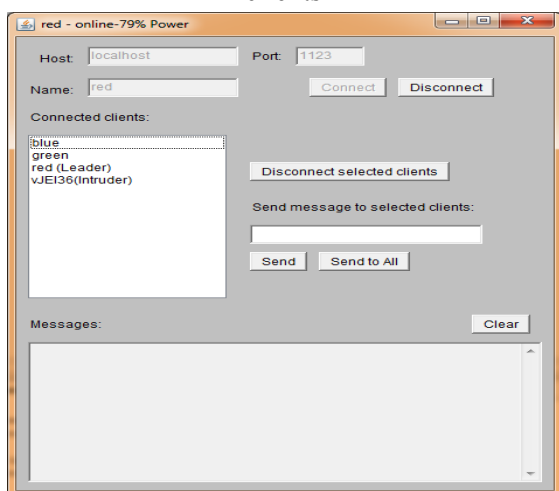 red - online-79% Power
Host: localhost Port: 1123
Name: red Connect Disconnect
Connected clients:
blue
green
red (Leader)
vJEI36(Intruder)
Disconnect selected clients
Send message to selected clients:
Send Send to All
Messages: Clear